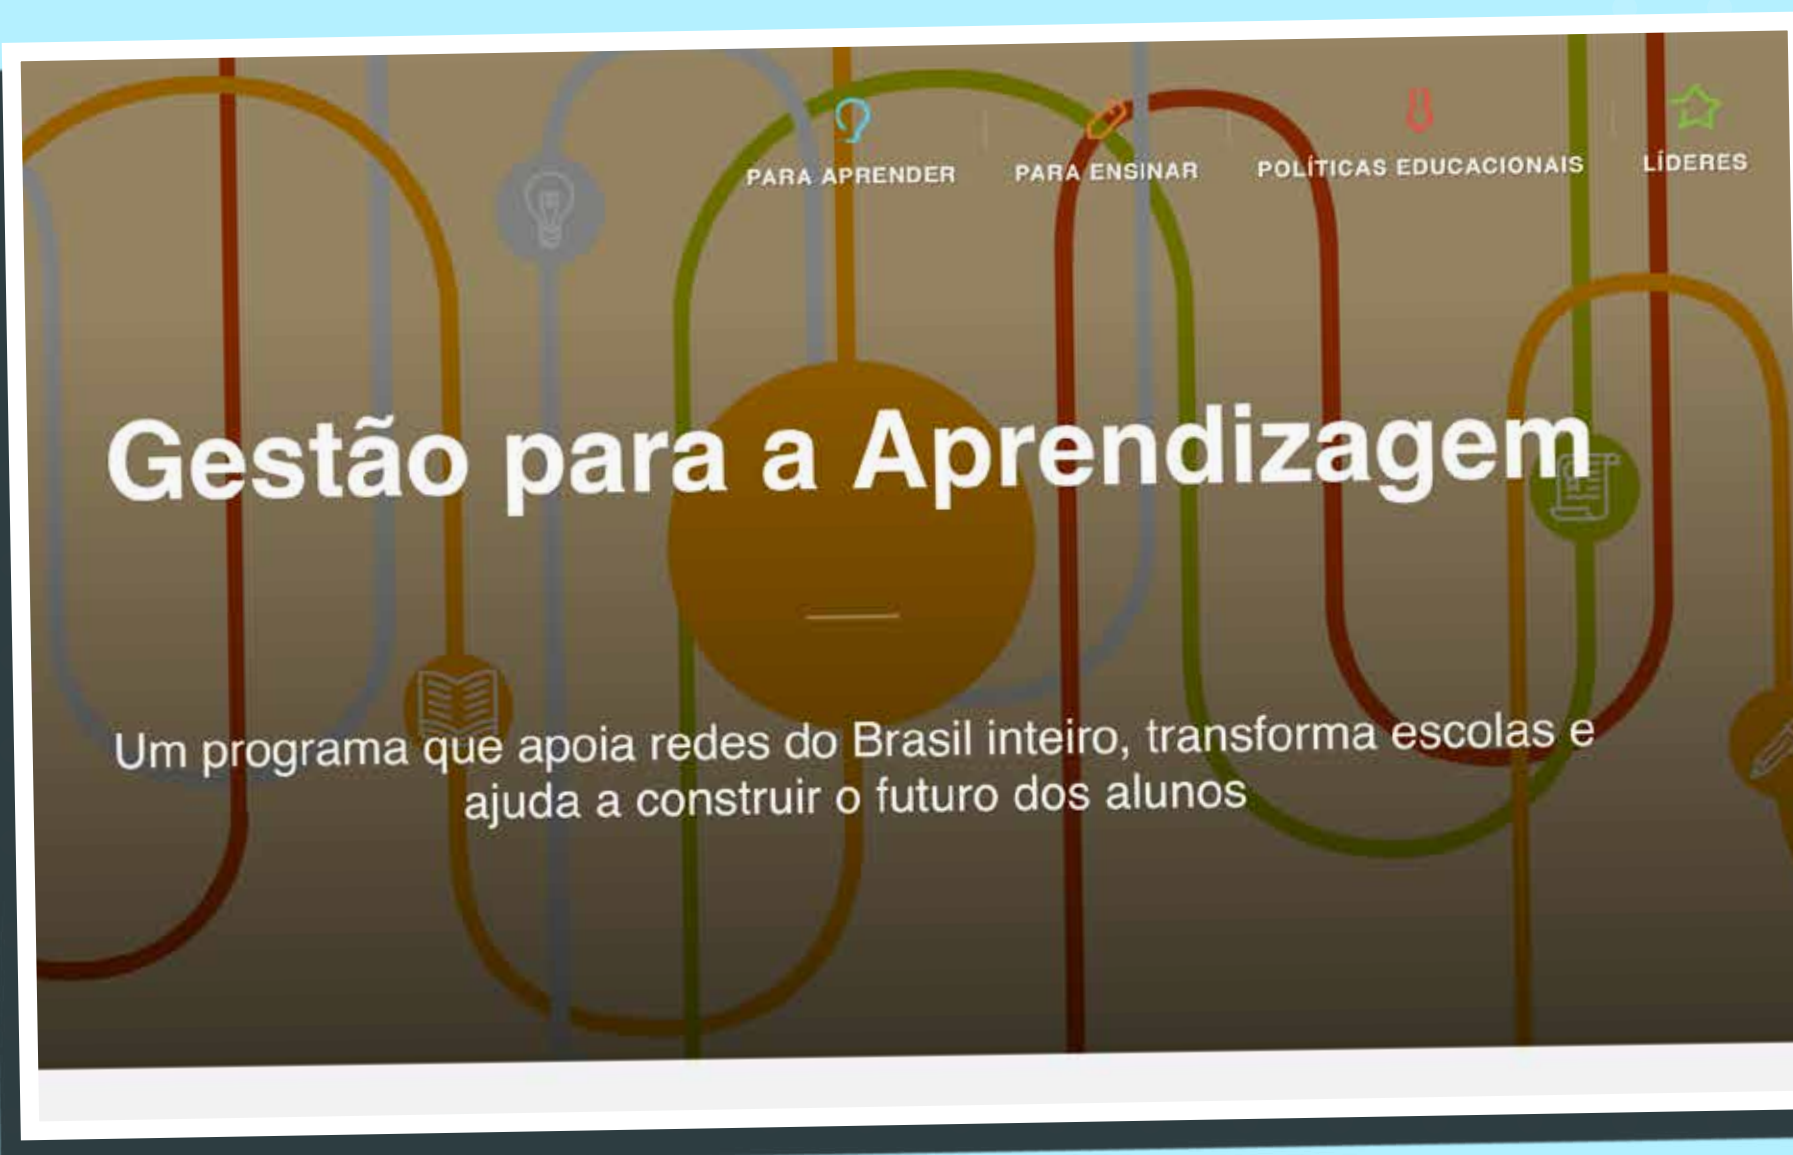 PARA APRENDER
PARA ENSINAR
POLÍTICAS EDUCACIONAIS
LÍDERES
Gestão para a Aprendizagem
Um programa que apoia redes do Brasil inteiro, transforma escolas e
ajuda a construir o futuro dos alunos